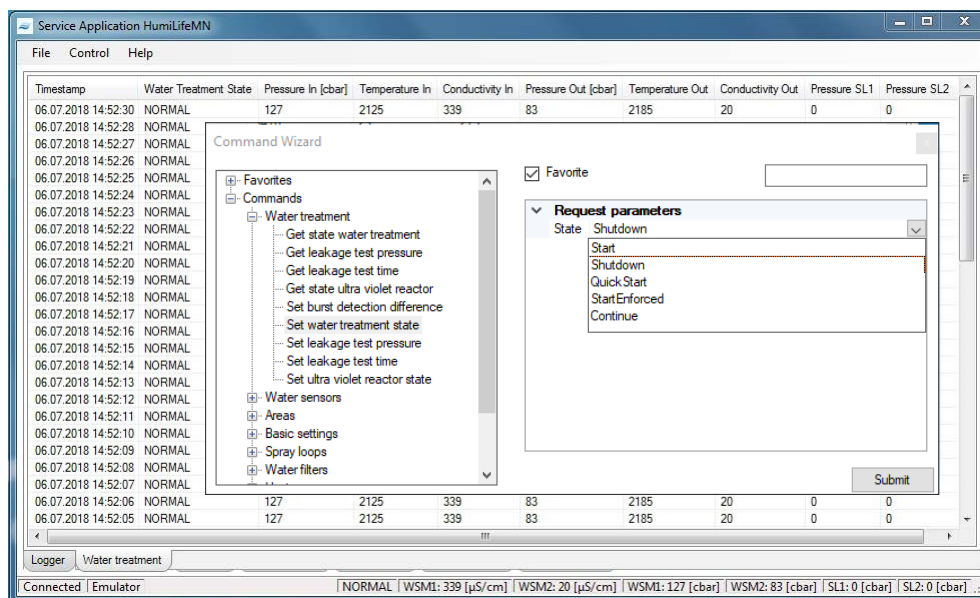 Service Application HumiLifeMN
File Control Help
Timestamp Water Treatment State Pressure In [cbar] Temperature In Conductivity In Pressure Out [cbar] Temperature Out Conductivity Out Pressure SL1 Pressure SL2
06.07.2018 14:52:30 NORMAL 127 2125 339 83 2185 20 0 0
06.07.2018 14:52:28 NORMAL
06.07.2018 14:52:27 NORMAL
06.07.2018 14:52:26 NORMAL
06.07.2018 14:52:25 NORMAL
06.07.2018 14:52:24 NORMAL
06.07.2018 14:52:23 NORMAL
06.07.2018 14:52:22 NORMAL
06.07.2018 14:52:21 NORMAL
06.07.2018 14:52:20 NORMAL
06.07.2018 14:52:19 NORMAL
06.07.2018 14:52:18 NORMAL
06.07.2018 14:52:17 NORMAL
06.07.2018 14:52:16 NORMAL
06.07.2018 14:52:15 NORMAL
06.07.2018 14:52:14 NORMAL
06.07.2018 14:52:13 NORMAL
06.07.2018 14:52:12 NORMAL
06.07.2018 14:52:11 NORMAL
06.07.2018 14:52:10 NORMAL
06.07.2018 14:52:09 NORMAL
06.07.2018 14:52:08 NORMAL
06.07.2018 14:52:07 NORMAL
06.07.2018 14:52:06 NORMAL 127 2125 339 83 2185 20 0 0
06.07.2018 14:52:05 NORMAL 127 2125 339 83 2185 20 0 0
Command Wizard
Favorites
Commands
Water treatment
Get state water treatment
Get leakage test pressure
Get leakage test time
Get state ultra violet reactor
Set burst detection difference
Set water treatment state
Set leakage test pressure
Set leakage test time
Set ultra violet reactor state
Water sensors
Areas
Basic settings
Spray loops
Water filters
Favorite
Request parameters
State Shutdown
Start
Shutdown
QuickStart
StartEnforced
Continue
Submit
Logger Water treatment
Connected Emulator NORMAL WSM1: 339 [µS/cm] WSM2: 20 [µS/cm] WSM1: 127 [cbar] WSM2: 83 [cbar] SL1: 0 [cbar] SL2: 0 [cbar]